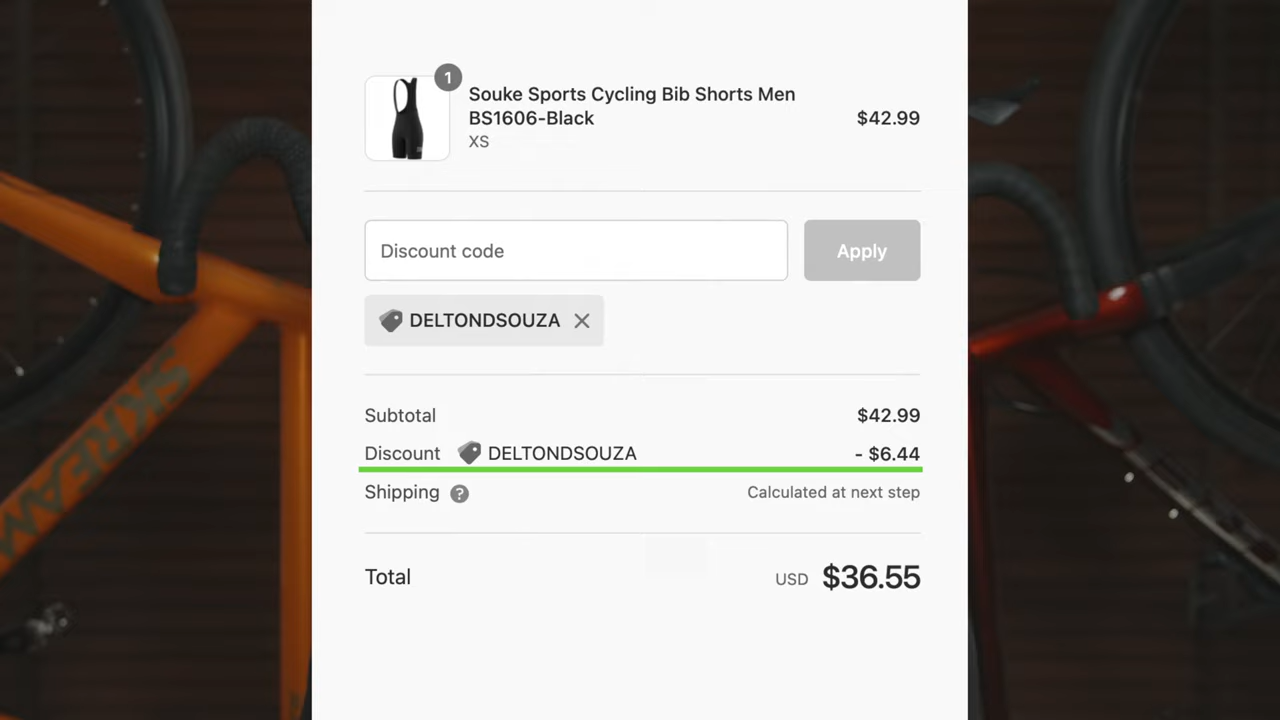 1
Souke Sports Cycling Bib Shorts Men
BS1606-Black
$42.99
XS
Discount code
Apply
DELTONDSOUZA
Subtotal
$42.99
Discount DELTONDSOUZA
- $6.44
Shipping ?
Calculated at next step
Total
USD $36.55
SKREAM